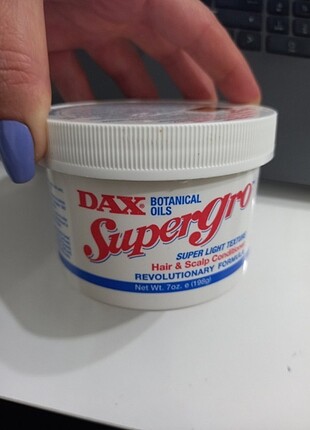 DAX® BOTANICAL
OILS
Supergro
SUPER LIGHT TEXTURE
Hair & Scalp Conditioner
REVOLUTIONARY FORMULA
Net Wt. 7oz. e (198g)